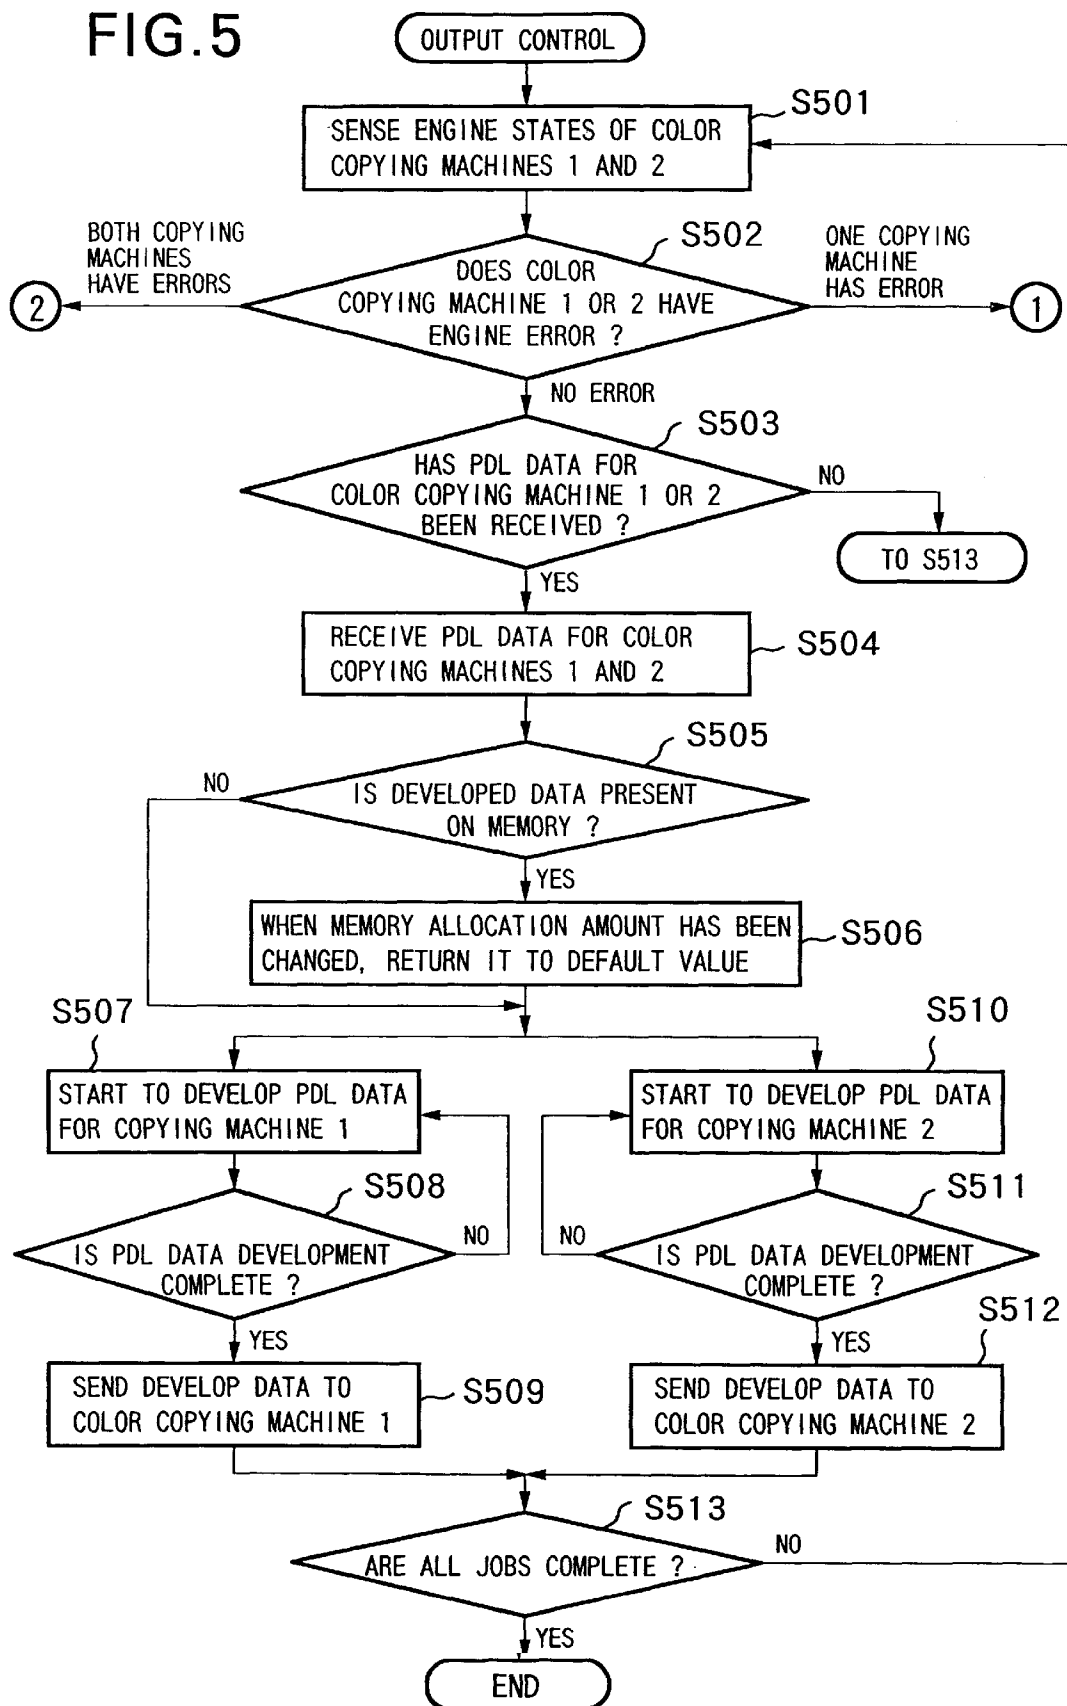 FIG.5
OUTPUT CONTROL
S501
SENSE ENGINE STATES OF COLOR
COPYING MACHINES 1 AND 2
BOTH COPYING
MACHINES
HAVE ERRORS
S502
ONE COPYING
MACHINE
HAS ERROR
DOES COLOR
COPYING MACHINE 1 OR 2 HAVE
ENGINE ERROR ?
2
1
NO ERROR
S503
HAS PDL DATA FOR
COLOR COPYING MACHINE 1 OR 2
BEEN RECEIVED ?
NO
TO S513
YES
RECEIVE PDL DATA FOR COLOR
COPYING MACHINES 1 AND 2
S504
S505
NO
IS DEVELOPED DATA PRESENT
ON MEMORY ?
YES
WHEN MEMORY ALLOCATION AMOUNT HAS BEEN
CHANGED, RETURN IT TO DEFAULT VALUE
S506
S507
S510
START TO DEVELOP PDL DATA
FOR COPYING MACHINE 1
START TO DEVELOP PDL DATA
FOR COPYING MACHINE 2
S508
S511
IS PDL DATA DEVELOPMENT
COMPLETE ?
NO
NO
IS PDL DATA DEVELOPMENT
COMPLETE ?
YES
YES
S512
SEND DEVELOP DATA TO
COLOR COPYING MACHINE 1
S509
SEND DEVELOP DATA TO
COLOR COPYING MACHINE 2
S513
ARE ALL JOBS COMPLETE ?
NO
YES
END